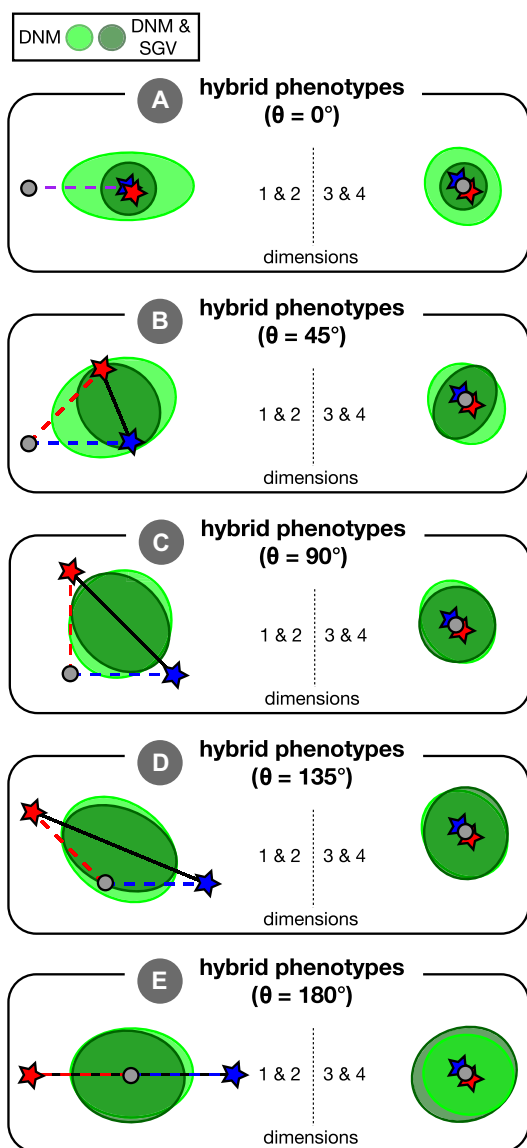 DNM
DNM &
SGV
A
hybrid phenotypes
(θ = 0°)
1 & 2
3 & 4
dimensions
B
hybrid phenotypes
(θ = 45°)
1 & 2
3 & 4
dimensions
C
hybrid phenotypes
(θ = 90°)
1 & 2
3 & 4
dimensions
D
hybrid phenotypes
(θ = 135°)
1 & 2
3 & 4
dimensions
E
hybrid phenotypes
(θ = 180°)
1 & 2
3 & 4
dimensions